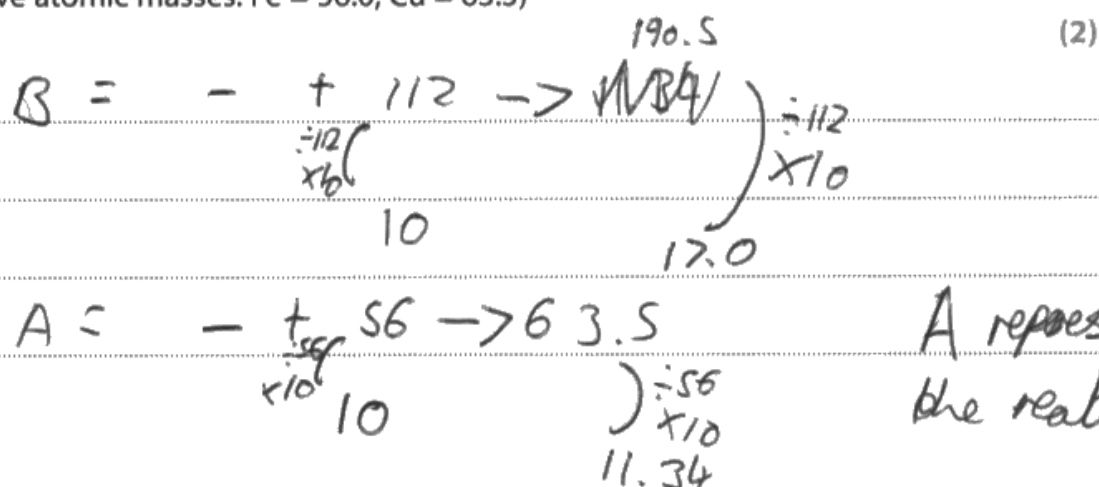 ve atomic masses: Fe = 56.0, Cu = 63.5)
(2)
190.5
B = - + 112 ->
÷112
×10
÷112
×10
10
17.0
A = - + 56 -> 63.5
A
÷56
×10
÷56
×10
the real
10
11.34